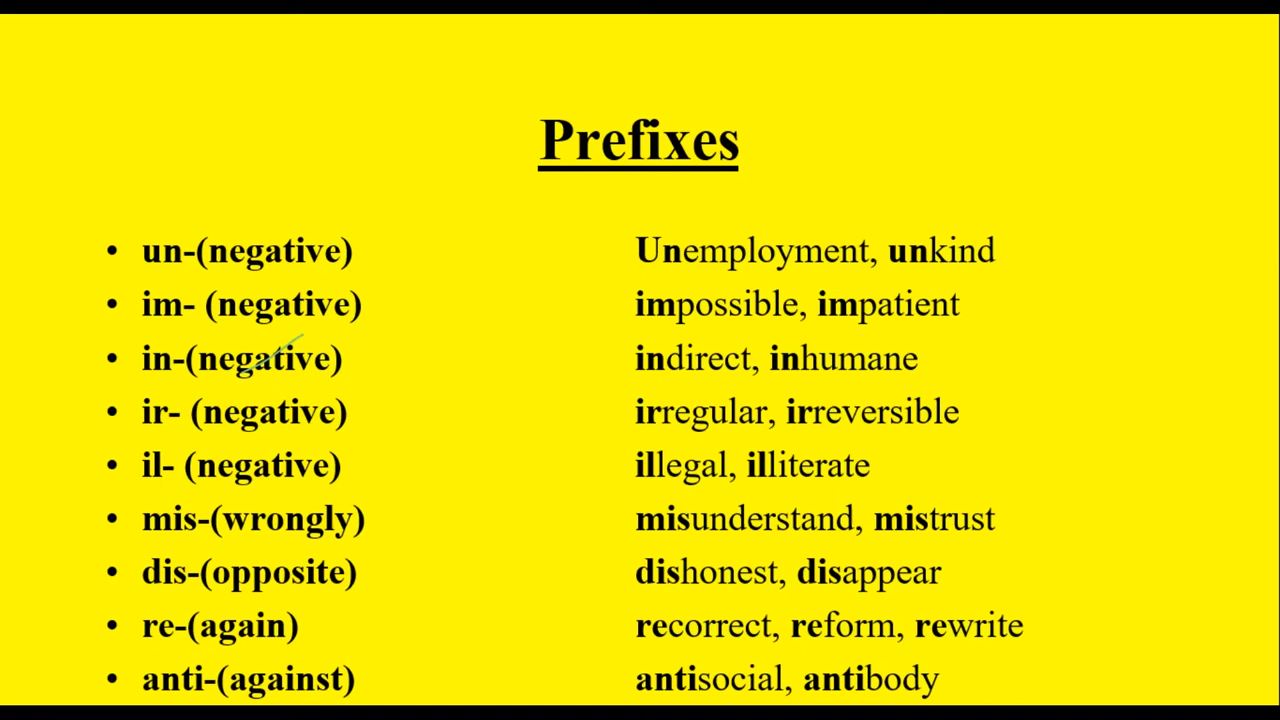 Prefixes
• un-(negative) Unemployment, unkind
• im- (negative) impossible, impatient
• in-(negative) indirect, inhumane
• ir- (negative) irregular, irreversible
• il- (negative) illegal, illiterate
• mis-(wrongly) misunderstand, mistrust
• dis-(opposite) dishonest, disappear
• re-(again) recorrect, reform, rewrite
• anti-(against) antisocial, antibody